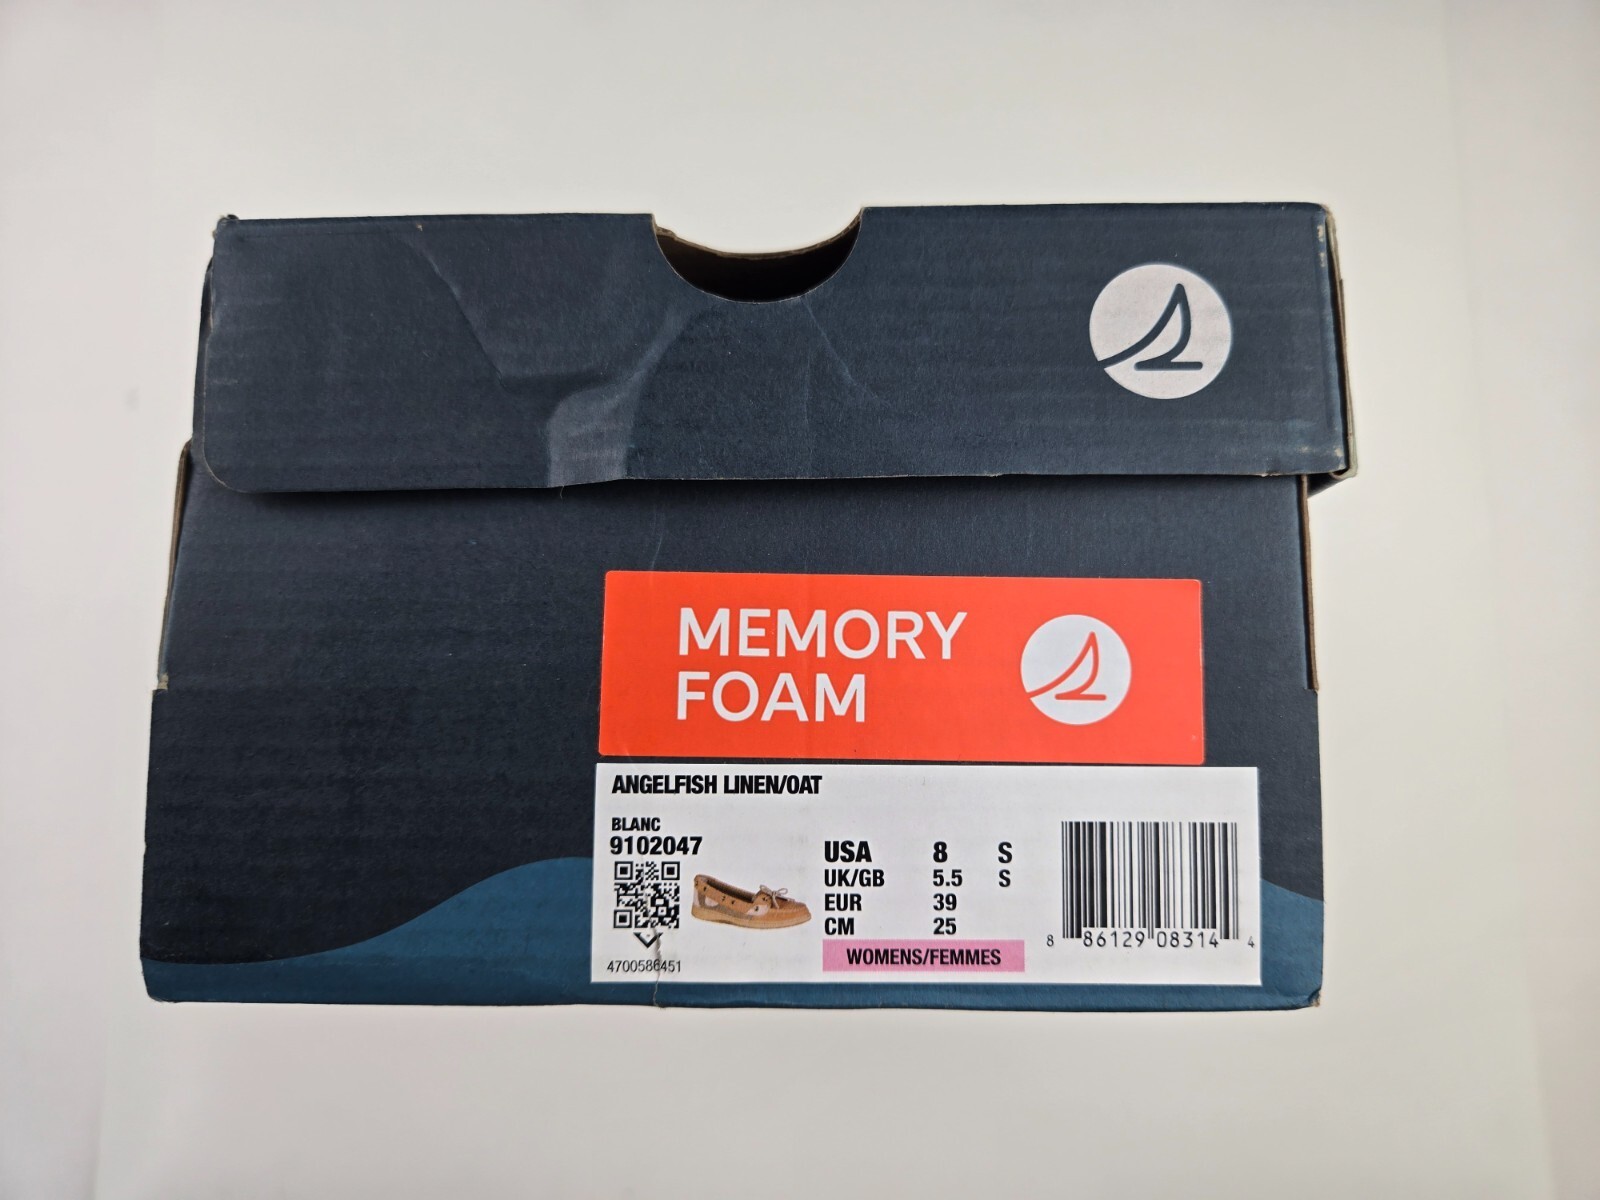 MEMORY
FOAM
ANGELFISH LINEN/OAT
BLANC
9102047
USA 8 S
UK/GB 5.5 S
EUR 39
CM 25
WOMENS/FEMMES
8 86129 08314 4
4700586451